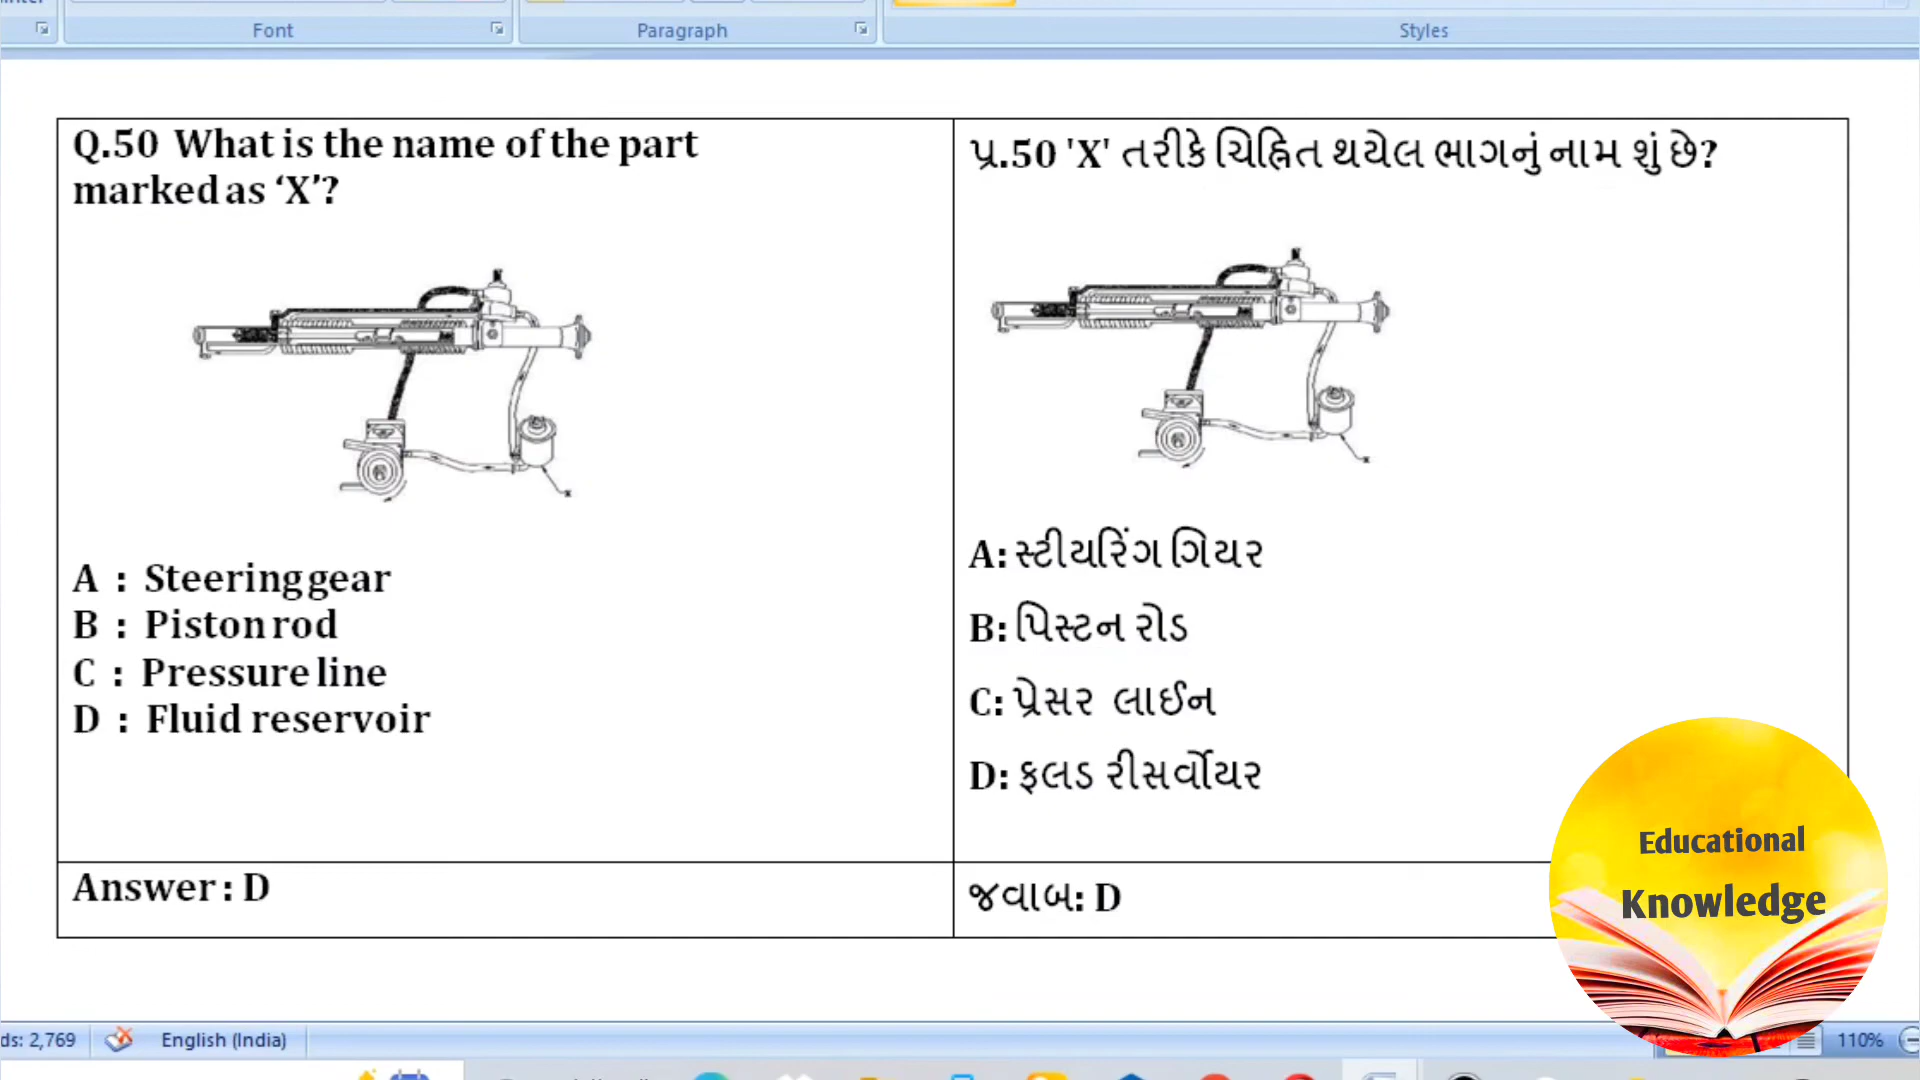 Font
Paragraph
Styles
Q.50 What is the name of the part
marked as ‘X’?
A : Steering gear
B : Piston rod
C : Pressure line
D : Fluid reservoir
Answer : D
પ્ર.50 'X' તરીકે ચિહ્નિત થયેલ ભાગનું નામ શું છે?
A: સ્ટીયરિંગ ગિયર
B: પિસ્ટન રોડ
C: પ્રેસર લાઈન
D: ફલડ રીસર્વોયર
જવાબ: D
Educational
Knowledge
ds: 2,769
English (India)
110%